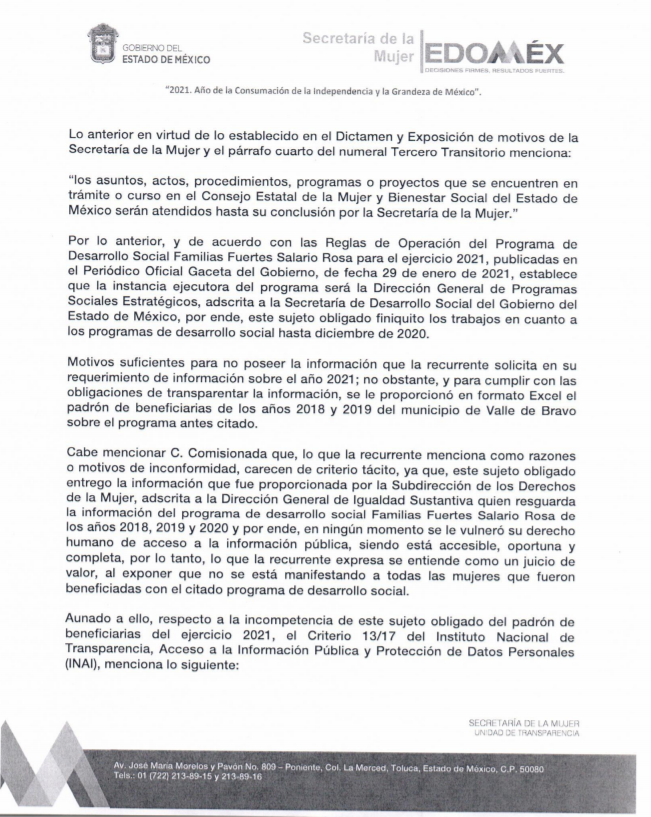 GOBIERNO DEL
ESTADO DE MÉXICO
Secretaría de la
Mujer
EDOMÉX
DECISIONES FIRMES, RESULTADOS FUERTES.
"2021. Año de la Consumación de la Independencia y la Grandeza de México".
Lo anterior en virtud de lo establecido en el Dictamen y Exposición de motivos de la
Secretaría de la Mujer y el párrafo cuarto del numeral Tercero Transitorio menciona:
"los asuntos, actos, procedimientos, programas o proyectos que se encuentren en
trámite o curso en el Consejo Estatal de la Mujer y Bienestar Social del Estado de
México serán atendidos hasta su conclusión por la Secretaría de la Mujer."
Por lo anterior, y de acuerdo con las Reglas de Operación del Programa de
Desarrollo Social Familias Fuertes Salario Rosa para el ejercicio 2021, publicadas en
el Periódico Oficial Gaceta del Gobierno, de fecha 29 de enero de 2021, establece
que la instancia ejecutora del programa será la Dirección General de Programas
Sociales Estratégicos, adscrita a la Secretaría de Desarrollo Social del Gobierno del
Estado de México, por ende, este sujeto obligado finiquito los trabajos en cuanto a
los programas de desarrollo social hasta diciembre de 2020.
Motivos suficientes para no poseer la información que la recurrente solicita en su
requerimiento de información sobre el año 2021; no obstante, y para cumplir con las
obligaciones de transparentar la información, se le proporcionó en formato Excel el
padrón de beneficiarias de los años 2018 y 2019 del municipio de Valle de Bravo
sobre el programa antes citado.
Cabe mencionar C. Comisionada que, lo que la recurrente menciona como razones
o motivos de inconformidad, carecen de criterio tácito, ya que, este sujeto obligado
entrego la información que fue proporcionada por la Subdirección de los Derechos
de la Mujer, adscrita a la Dirección General de Igualdad Sustantiva quien resguarda
la información del programa de desarrollo social Familias Fuertes Salario Rosa de
los años 2018, 2019 y 2020 y por ende, en ningún momento se le vulneró su derecho
humano de acceso a la información pública, siendo está accesible, oportuna y
completa, por lo tanto, lo que la recurrente expresa se entiende como un juicio de
valor, al exponer que no se está manifestando a todas las mujeres que fueron
beneficiadas con el citado programa de desarrollo social.
Aunado a ello, respecto a la incompetencia de este sujeto obligado del padrón de
beneficiarias del ejercicio 2021, el Criterio 13/17 del Instituto Nacional de
Transparencia, Acceso a la Información Pública y Protección de Datos Personales
(INAI), menciona lo siguiente:
SECRETARÍA DE LA MUJER
UNIDAD DE TRANSPARENCIA
Av. José María Morelos y Pavón No. 809 – Poniente, Col. La Merced, Toluca, Estado de México, C.P. 50080
Tels.: 01 (722) 213-89-15 y 213-89-16